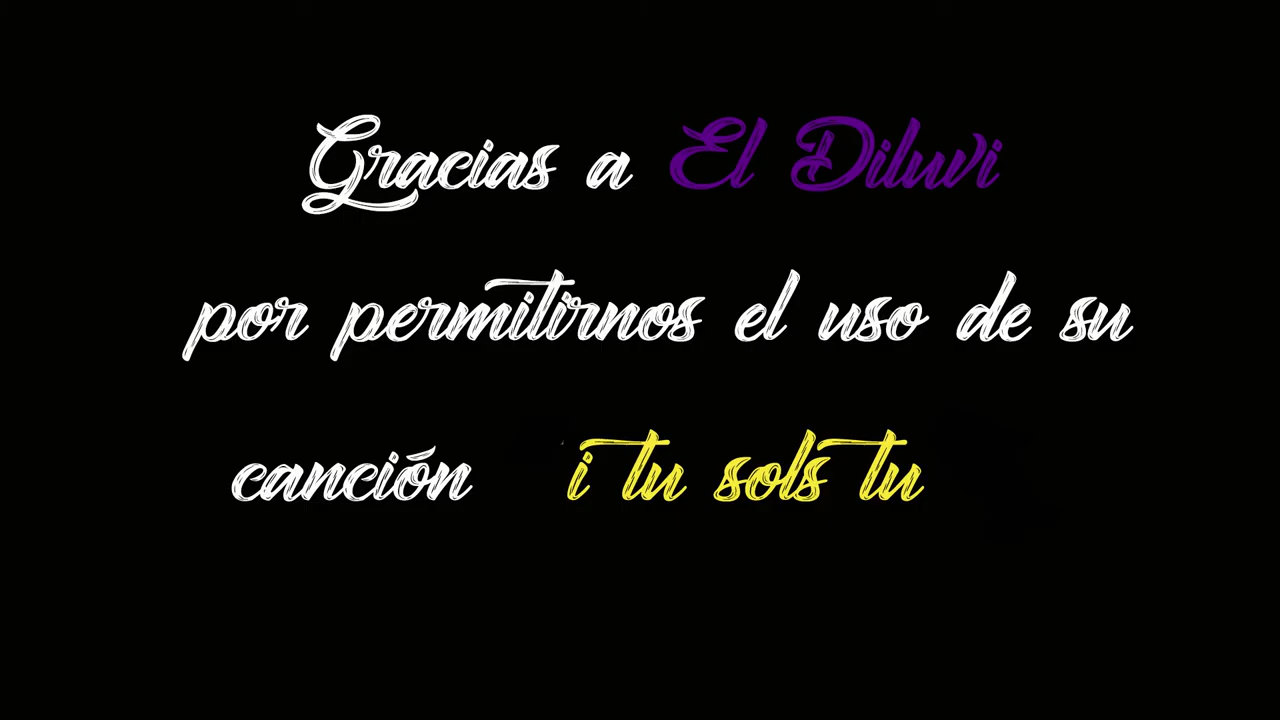 Gracias a El Diluvi
por permitirnos el uso de su
canción i tu sols tu